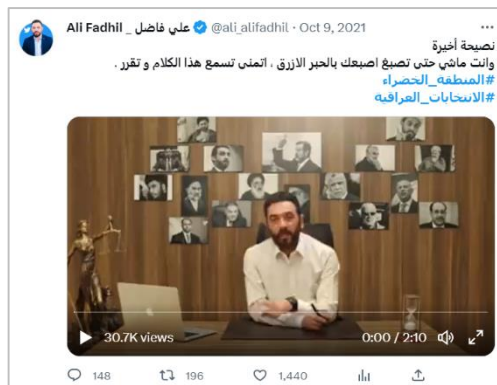 Ali Fadhil _ علي فاضل @ali_alifadhil · Oct 9, 2021
نصيحة أخيرة
وانت ماشي حتى تصبغ اصبعك بالحبر الازرق ، اتمنى تسمع هذا الكلام و تقرر .
#المنطقة_الخضراء
#الانتخابات_العراقية
30.7K views 0:00 / 2:10
148 196 1,440